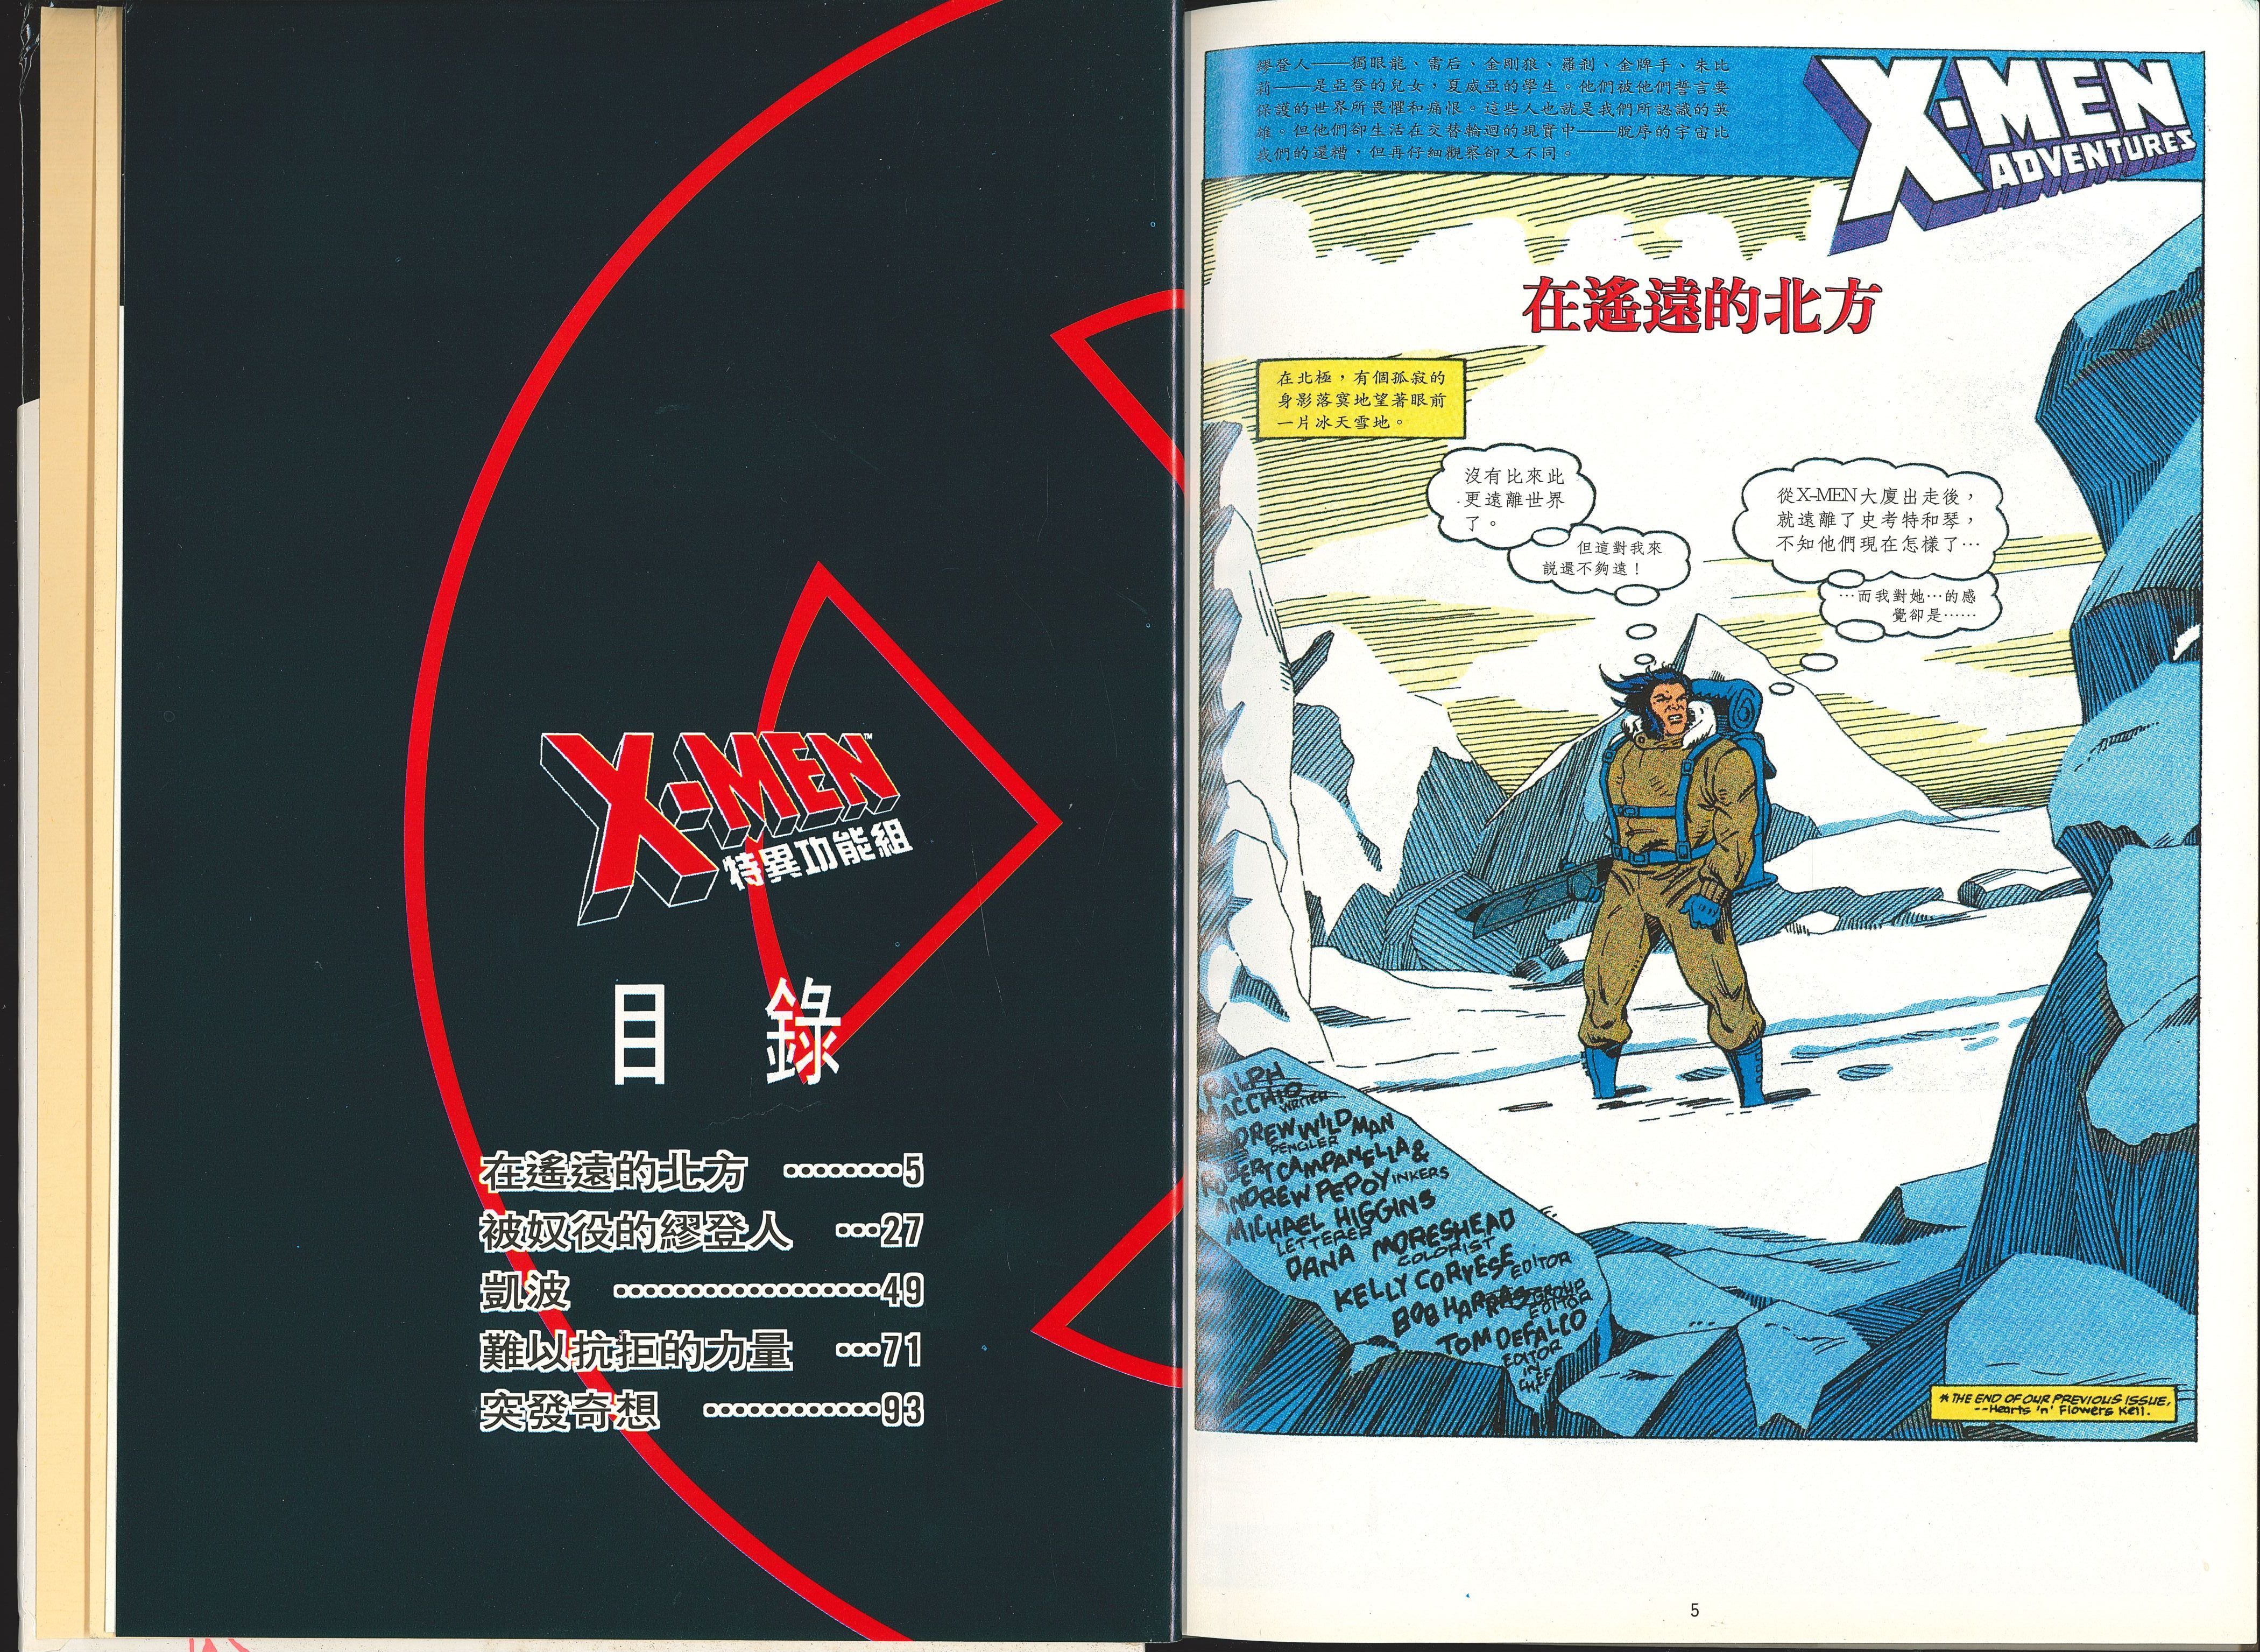 X-MEN™
特異功能組
目 錄
在遙遠的北方 ········5
被奴役的繆登人 ···27
凱波 ··················49
難以抗拒的力量 ···71
突發奇想 ············93
繆登人——獨眼龍、雷后、金剛狼、羅剎、金牌手、朱比
莉——是亞登的兒女，夏威亞的學生。他們被他們誓言要
保護的世界所畏懼和痛恨。這些人也就是我們所認識的英
雄。但他們卻生活在交替輪迴的現實中——脫序的宇宙比
我們的還糟，但再仔細觀察卻又不同。
X-MEN
ADVENTURES
在遙遠的北方
在北極，有個孤寂的
身影落寞地望著眼前
一片冰天雪地。
沒有比來此
更遠離世界
了。
但這對我來
説還不夠遠！
從X-MEN大廈出走後，
就遠離了史考特和琴，
不知他們現在怎樣了…
…而我對她…的感
覺卻是……
RALPH
MACCHIO
WRITER
ANDREW WILDMAN
PENCILER
ROBERT CAMPANELLA &
ANDREW PEPOY INKERS
MICHAEL HIGGINS
LETTERER
DANA MORESHEAD
COLORIST
KELLY CORVESE EDITOR
BOB HARRAS GROUP
EDITOR
TOM DEFALCO
EDITOR
IN
CHIEF
* THE END OF OUR PREVIOUS ISSUE.
--Hearts 'n' Flowers Kell.
5